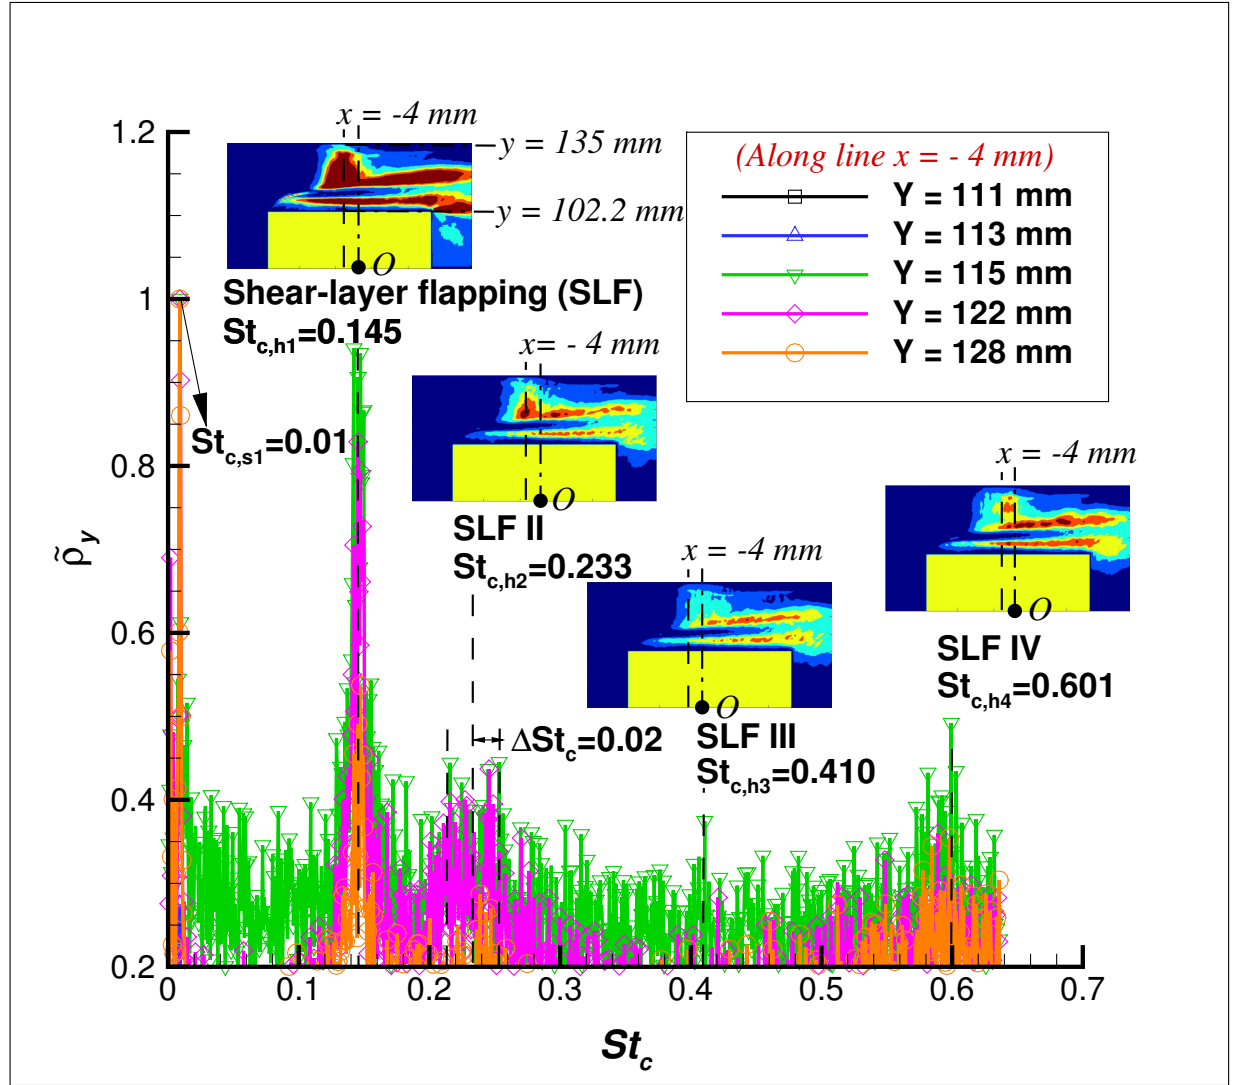 x = -4 mm
y = 135 mm
y = 102.2 mm
O
Shear-layer flapping (SLF)
St_c,h1=0.145
(Along line x = - 4 mm)
Y = 111 mm
Y = 113 mm
Y = 115 mm
Y = 122 mm
Y = 128 mm
St_c,s1=0.01
x= - 4 mm
O
SLF II
St_c,h2=0.233
x = -4 mm
O
SLF III
St_c,h3=0.410
x = -4 mm
O
SLF IV
St_c,h4=0.601
ΔSt_c=0.02
1.2
1
0.8
0.6
0.4
0.2
ρ̃_y
0 0.1 0.2 0.3 0.4 0.5 0.6 0.7
St_c